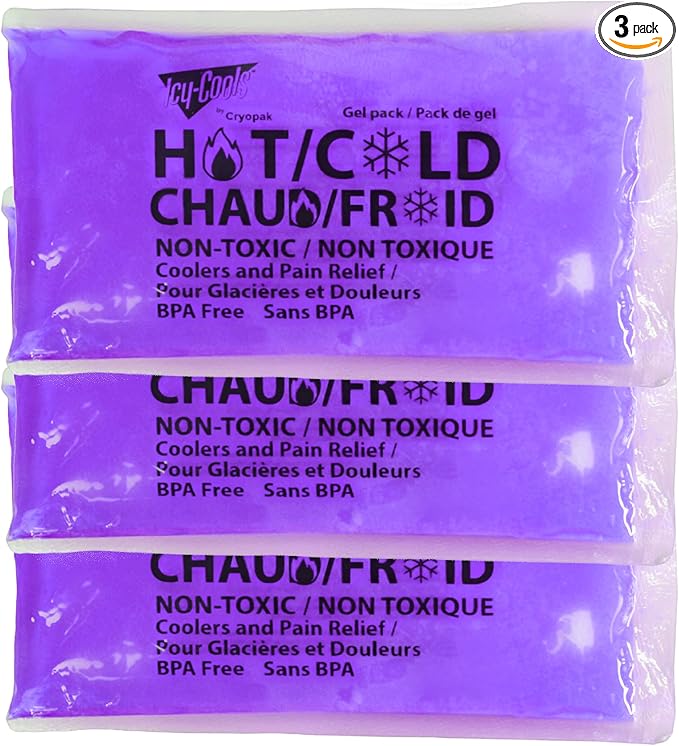 3 pack
Icy-Cools™
by Cryopak
Gel pack / Pack de gel
HOT/COLD
CHAUD/FROID
NON-TOXIC / NON TOXIQUE
Coolers and Pain Relief /
Pour Glacières et Douleurs
BPA Free Sans BPA
CHAUD/FROID
NON-TOXIC / NON TOXIQUE
Coolers and Pain Relief /
Pour Glacières et Douleurs
BPA Free Sans BPA
CHAUD/FROID
NON-TOXIC / NON TOXIQUE
Coolers and Pain Relief /
Pour Glacières et Douleurs
BPA Free Sans BPA